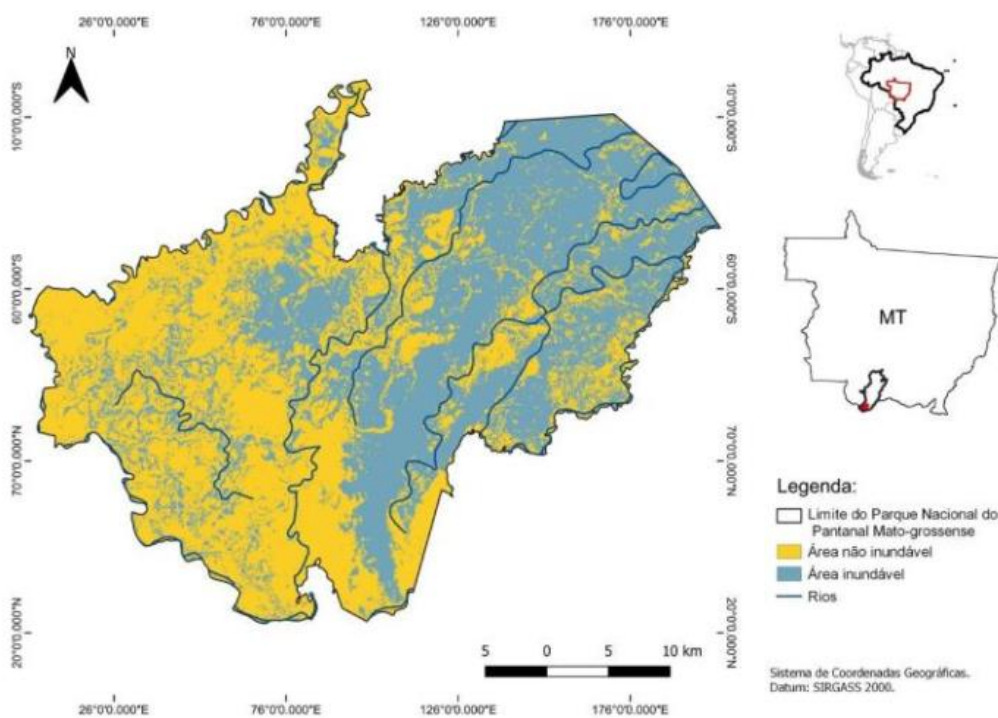 26°0'0.000"E 76°0'0.000"E 126°0'0.000"E 176°0'0.000"E
N
10°0'0.000"S 60°0'0.000"S 70°0'0.000"N 20°0'0.000"N
10°0'0.000"S 60°0'0.000"S 70°0'0.000"N 20°0'0.000"N
MT
Legenda:
Limite do Parque Nacional do
Pantanal Mato-grossense
Área não inundável
Área inundável
Rios
5 0 5 10 km
Sistema de Coordenadas Geográficas.
Datum: SIRGASS 2000.
26°0'0.000"E 76°0'0.000"E 126°0'0.000"E 176°0'0.000"E